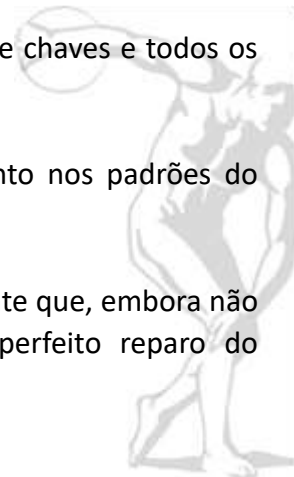 e chaves e todos os
nto nos padrões do
te que, embora não
perfeito reparo do